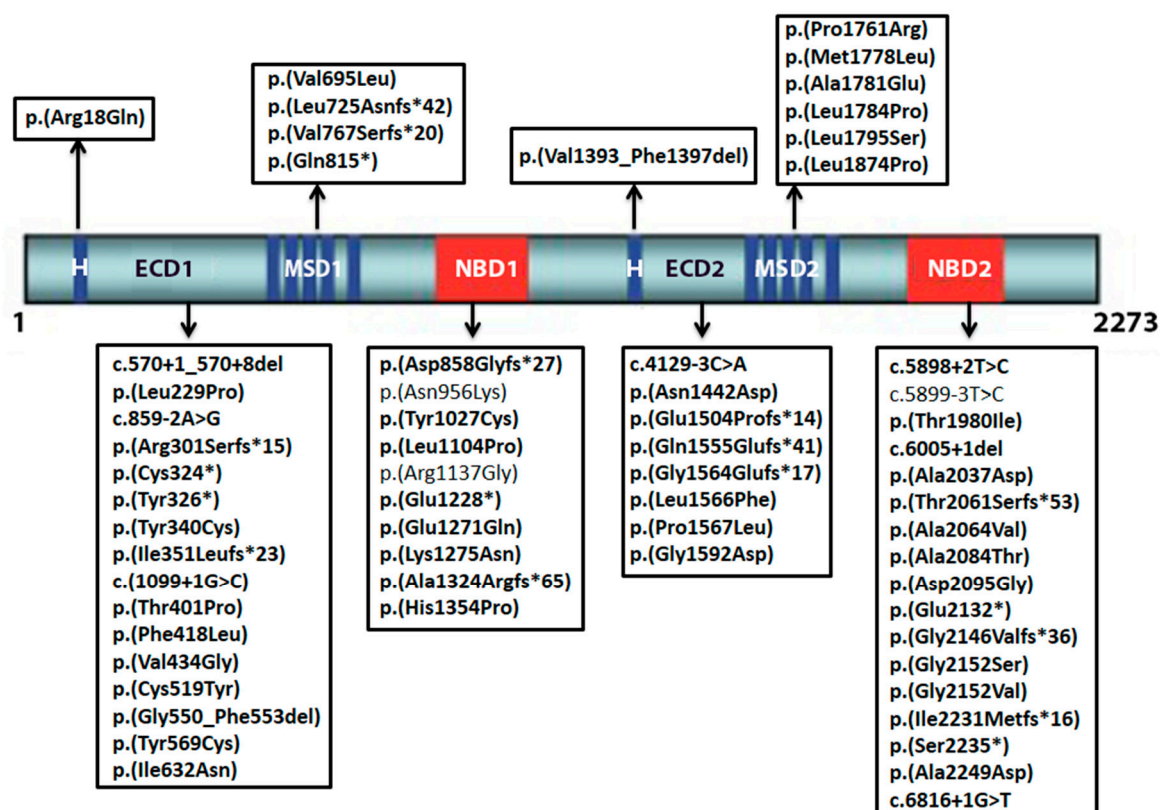 p.(Arg18Gln)
p.(Val695Leu)
p.(Leu725Asnfs*42)
p.(Val767Serfs*20)
p.(Gln815*)
p.(Val1393_Phe1397del)
p.(Pro1761Arg)
p.(Met1778Leu)
p.(Ala1781Glu)
p.(Leu1784Pro)
p.(Leu1795Ser)
p.(Leu1874Pro)
H ECD1 MSD1 NBD1 H ECD2 MSD2 NBD2
1 2273
c.570+1_570+8del
p.(Leu229Pro)
c.859-2A>G
p.(Arg301Serfs*15)
p.(Cys324*)
p.(Tyr326*)
p.(Tyr340Cys)
p.(Ile351Leufs*23)
c.(1099+1G>C)
p.(Thr401Pro)
p.(Phe418Leu)
p.(Val434Gly)
p.(Cys519Tyr)
p.(Gly550_Phe553del)
p.(Tyr569Cys)
p.(Ile632Asn)
p.(Asp858Glyfs*27)
p.(Asn956Lys)
p.(Tyr1027Cys)
p.(Leu1104Pro)
p.(Arg1137Gly)
p.(Glu1228*)
p.(Glu1271Gln)
p.(Lys1275Asn)
p.(Ala1324Argfs*65)
p.(His1354Pro)
c.4129-3C>A
p.(Asn1442Asp)
p.(Glu1504Profs*14)
p.(Gln1555Glufs*41)
p.(Gly1564Glufs*17)
p.(Leu1566Phe)
p.(Pro1567Leu)
p.(Gly1592Asp)
c.5898+2T>C
c.5899-3T>C
p.(Thr1980Ile)
c.6005+1del
p.(Ala2037Asp)
p.(Thr2061Serfs*53)
p.(Ala2064Val)
p.(Ala2084Thr)
p.(Asp2095Gly)
p.(Glu2132*)
p.(Gly2146Valfs*36)
p.(Gly2152Ser)
p.(Gly2152Val)
p.(Ile2231Metfs*16)
p.(Ser2235*)
p.(Ala2249Asp)
c.6816+1G>T